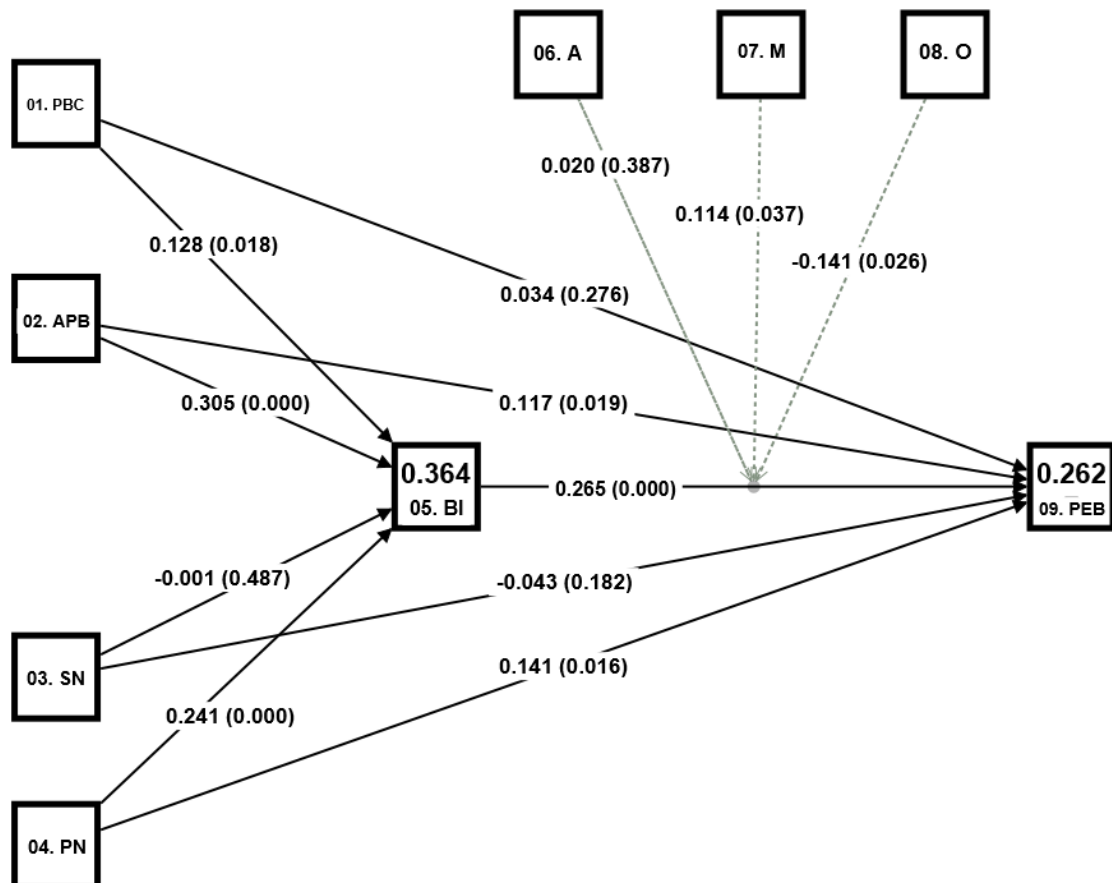 06. A
07. M
08. O
01. PBC
0.020 (0.387)
0.114 (0.037)
0.128 (0.018)
-0.141 (0.026)
0.034 (0.276)
02. APB
0.305 (0.000)
0.117 (0.019)
0.364
05. BI
0.265 (0.000)
0.262
09. PEB
-0.001 (0.487)
-0.043 (0.182)
03. SN
0.141 (0.016)
0.241 (0.000)
04. PN